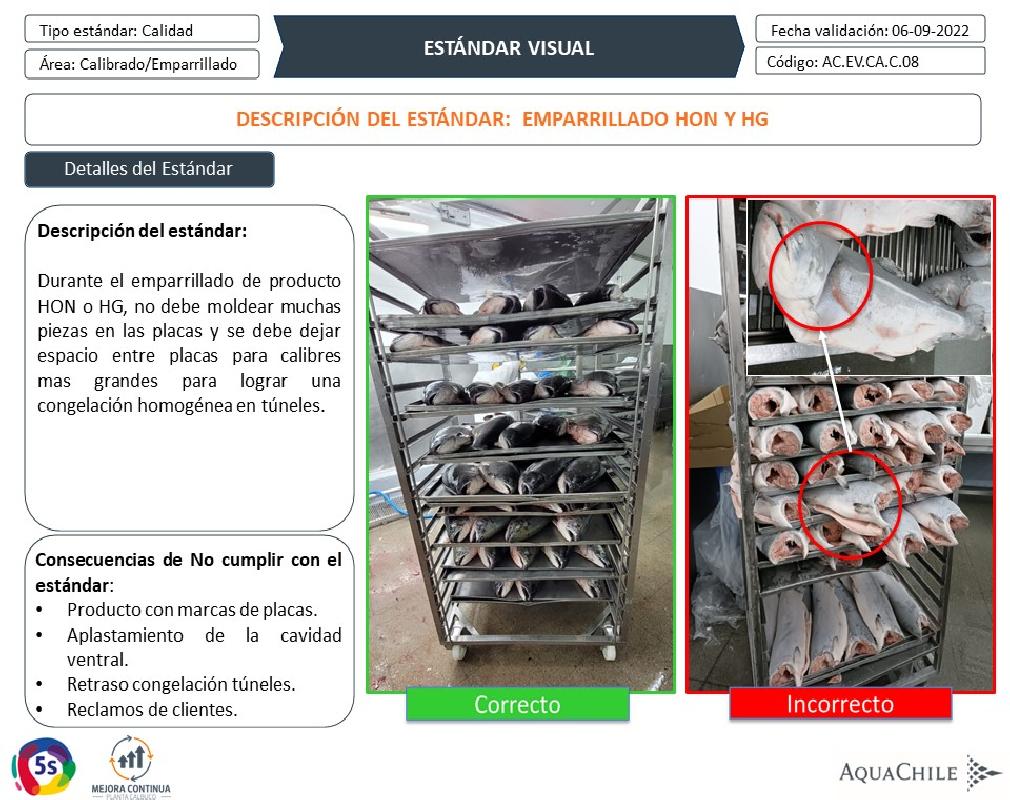 Tipo estándar: Calidad
Área: Calibrado/Emparrillado
ESTÁNDAR VISUAL
Fecha validación: 06-09-2022
Código: AC.EV.CA.C.08
DESCRIPCIÓN DEL ESTÁNDAR: EMPARRILLADO HON Y HG
Detalles del Estándar
Descripción del estándar:
Durante el emparrillado de producto
HON o HG, no debe moldear muchas
piezas en las placas y se debe dejar
espacio entre placas para calibres
mas grandes para lograr una
congelación homogénea en túneles.
Consecuencias de No cumplir con el
estándar:
• Producto con marcas de placas.
• Aplastamiento de la cavidad
ventral.
• Retraso congelación túneles.
• Reclamos de clientes.
Correcto
Incorrecto
5s
MEJORA CONTINUA
PLANTA CALBUCO
AQUACHILE